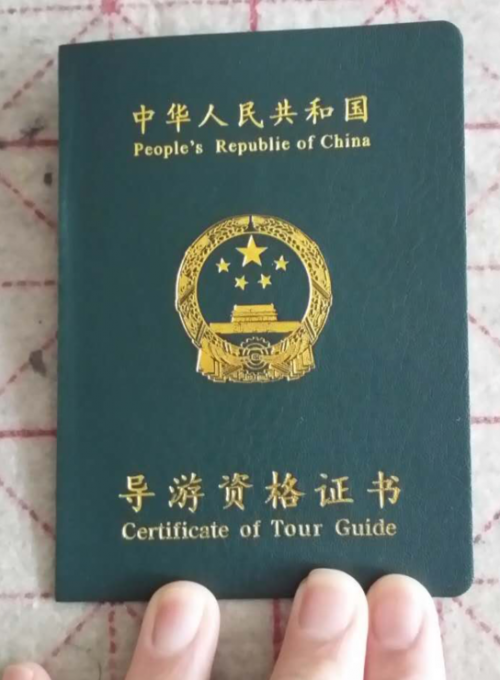 中华人民共和国
People's Republie of China
导游资格证书
Certificate of Tour Guide